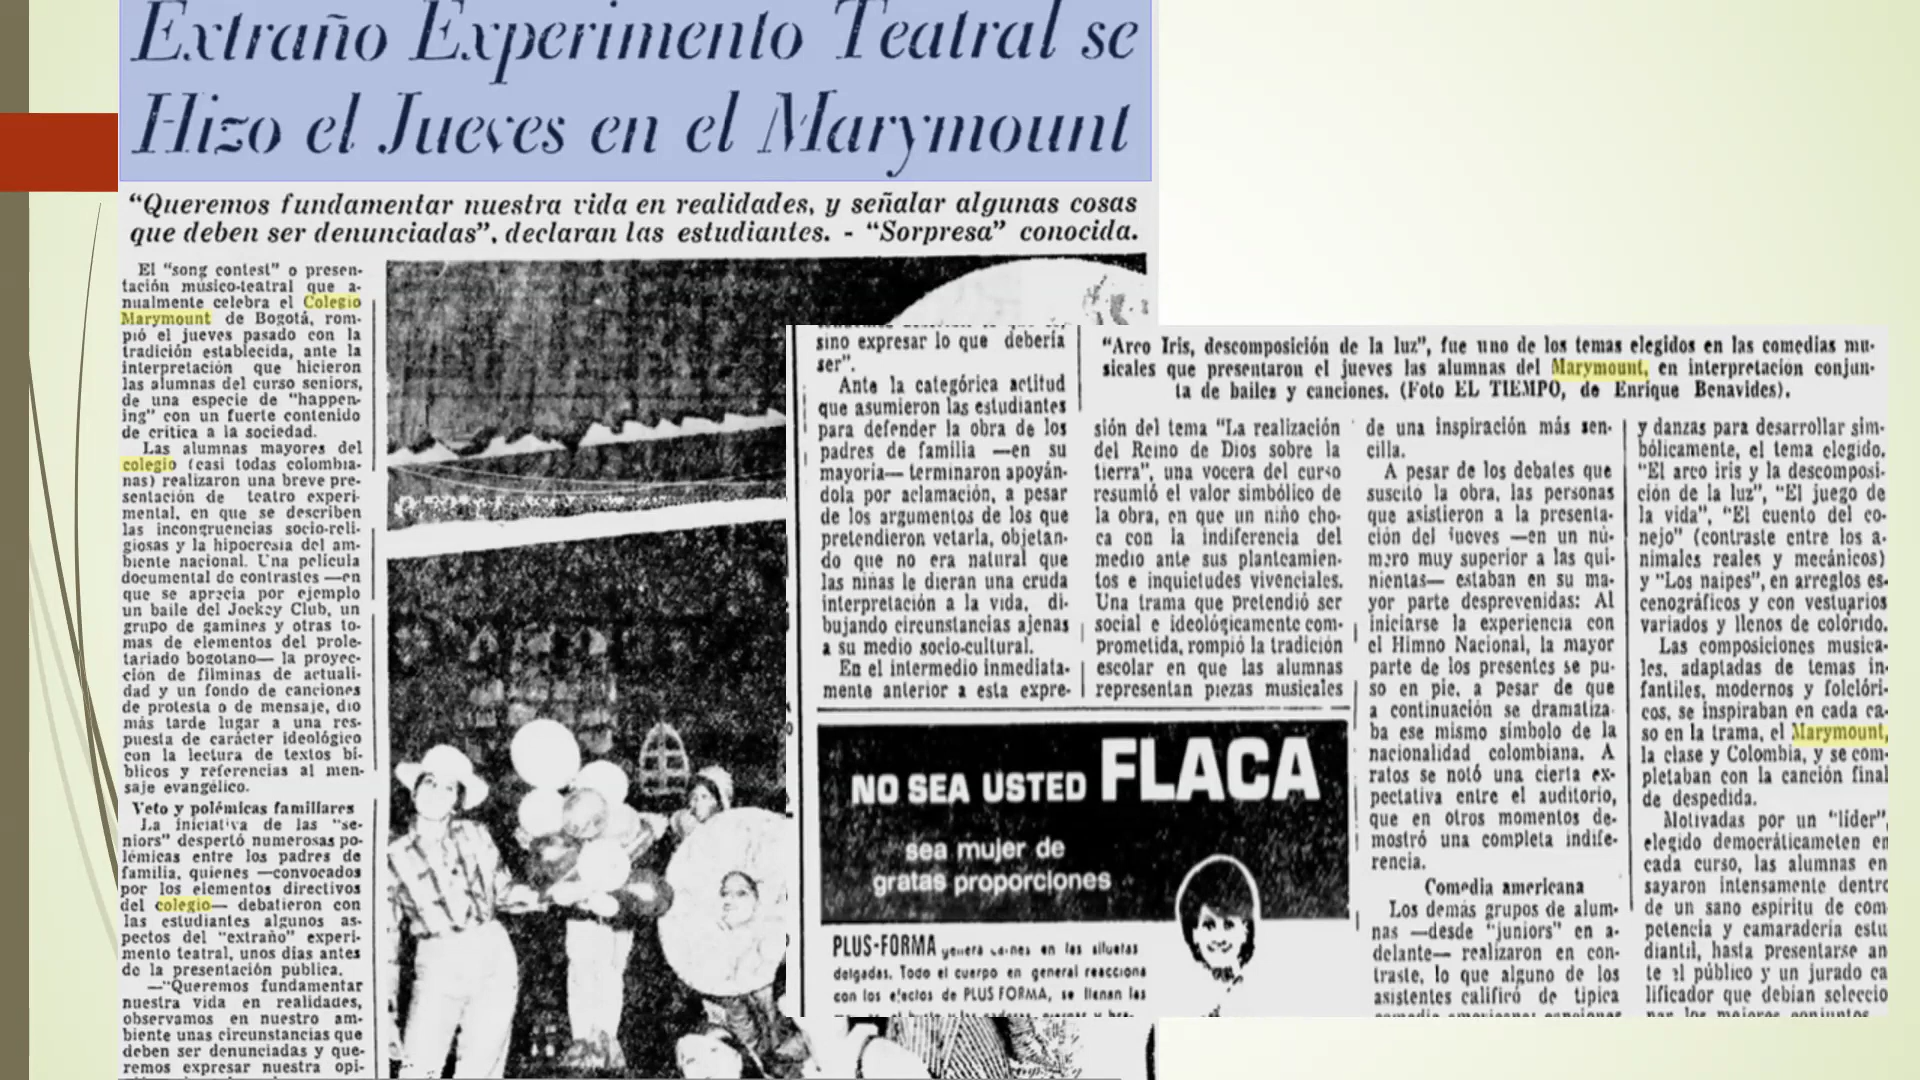 Extraño Experimento Teatral se
Hizo el Jueves en el Marymount
“Queremos fundamentar nuestra vida en realidades, y señalar algunas cosas
que deben ser denunciadas”, declaran las estudiantes. - “Sorpresa” conocida.
El “song contest” o presen-
tación músico-teatral que a-
nualmente celebra el Colegio
Marymount de Bogotá, rom-
pió el jueves pasado con la
tradición establecida, ante la
interpretación que hicieron
las alumnas del curso seniors,
de una especie de “happen-
ing” con un fuerte contenido
de crítica a la sociedad.
Las alumnas mayores del
colegio (casi todas colombia-
nas) realizaron una breve pre-
sentación de teatro experi-
mental, en que se describen
las incongruencias socio-reli-
giosas y la hipocresía del am-
biente nacional. Una película
documental de contrastes —en
que se aprecia por ejemplo
un baile del Jockey Club, un
grupo de gamines y otras to-
mas de elementos del prole-
tariado bogotano— la proyec-
ción de filminas de actuali-
dad y un fondo de canciones
de protesta o de mensaje, dio
más tarde lugar a una res-
puesta de carácter ideológico
con la lectura de textos bí-
blicos y referencias al men-
saje evangélico.
Veto y polémicas familiares
La iniciativa de las “se-
niors” despertó numerosas po-
lémicas entre los padres de
familia, quienes —convocados
por los elementos directivos
del colegio— debatieron con
las estudiantes algunos as-
pectos del “extraño” experi-
mento teatral, unos días antes
de la presentación pública.
—“Queremos fundamentar
nuestra vida en realidades,
observamos en nuestro am-
biente unas circunstancias que
deben ser denunciadas y que-
remos expresar nuestra opi-
sino expresar lo que debería
ser”.
Ante la categórica actitud
que asumieron las estudiantes
para defender la obra de los
padres de familia —en su
mayoría— terminaron apoyán-
dola por aclamación, a pesar
de los argumentos de los que
pretendieron vetarla, objetan-
do que no era natural que
las niñas le dieran una cruda
interpretación a la vida, di-
bujando circunstancias ajenas
a su medio socio-cultural.
En el intermedio inmediata-
mente anterior a esta expre-
“Arco Iris, descomposición de la luz”, fue uno de los temas elegidos en las comedias mu-
sicales que presentaron el jueves las alumnas del Marymount, en interpretación conjun-
ta de bailes y canciones. (Foto EL TIEMPO, de Enrique Benavides).
sión del tema “La realización
del Reino de Dios sobre la
tierra”, una vocera del curso
resumió el valor simbólico de
la obra, en que un niño cho-
ca con la indiferencia del
medio ante sus planteamien-
tos e inquietudes vivenciales.
Una trama que pretendió ser
social e ideológicamente com-
prometida, rompió la tradición
escolar en que las alumnas
representan piezas musicales
de una inspiración más sen-
cilla.
A pesar de los debates que
suscitó la obra, las personas
que asistieron a la presenta-
ción del jueves —en un nú-
mero muy superior a las qui-
nientas— estaban en su ma-
yor parte desprevenidas: Al
iniciarse la experiencia con
el Himno Nacional, la mayor
parte de los presentes se pu-
so en pie, a pesar de que
a continuación se dramatiza-
ba ese mismo símbolo de la
nacionalidad colombiana. A
ratos se notó una cierta ex-
pectativa entre el auditorio,
que en otros momentos de-
mostró una completa indife-
rencia.
Comedia americana
Los demás grupos de alum-
nas —desde “juniors” en a-
delante— realizaron en con-
traste, lo que alguno de los
asistentes calificó de típica
comedia americana: canciones
y danzas para desarrollar sim-
bólicamente, el tema elegido.
“El arco iris y la descomposi-
ción de la luz”, “El juego de
la vida”, “El cuento del co-
nejo” (contraste entre los a-
nimales reales y mecánicos)
y “Los naipes”, en arreglos es-
cenográficos y con vestuarios
variados y llenos de colorido.
Las composiciones musica-
les, adaptadas de temas in-
fantiles, modernos y folclóri-
cos, se inspiraban en cada ca-
so en la trama, el Marymount,
la clase y Colombia, y se com-
pletaban con la canción final
de despedida.
Motivadas por un “líder”,
elegido democráticameten en
cada curso, las alumnas en
sayaron intensamente dentro
de un sano espíritu de com
petencia y camaradería estu
diantil, hasta presentarse an
te el público y un jurado ca
lificador que debían seleccio
nar los mejores conjuntos
NO SEA USTED FLACA
sea mujer de
gratas proporciones
PLUS-FORMA genera carnes en las siluetas
delgadas. Todo el cuerpo en general reacciona
con los efectos de PLUS FORMA, se llenan las